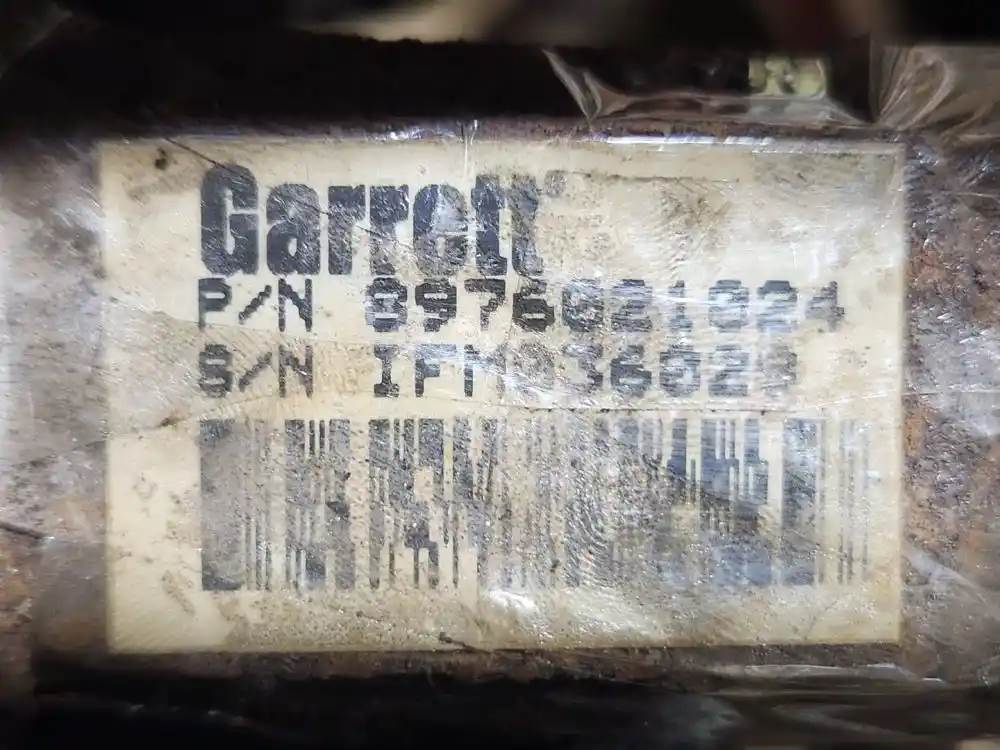 Garrett®
P/N 8976021024
S/N IFM036028